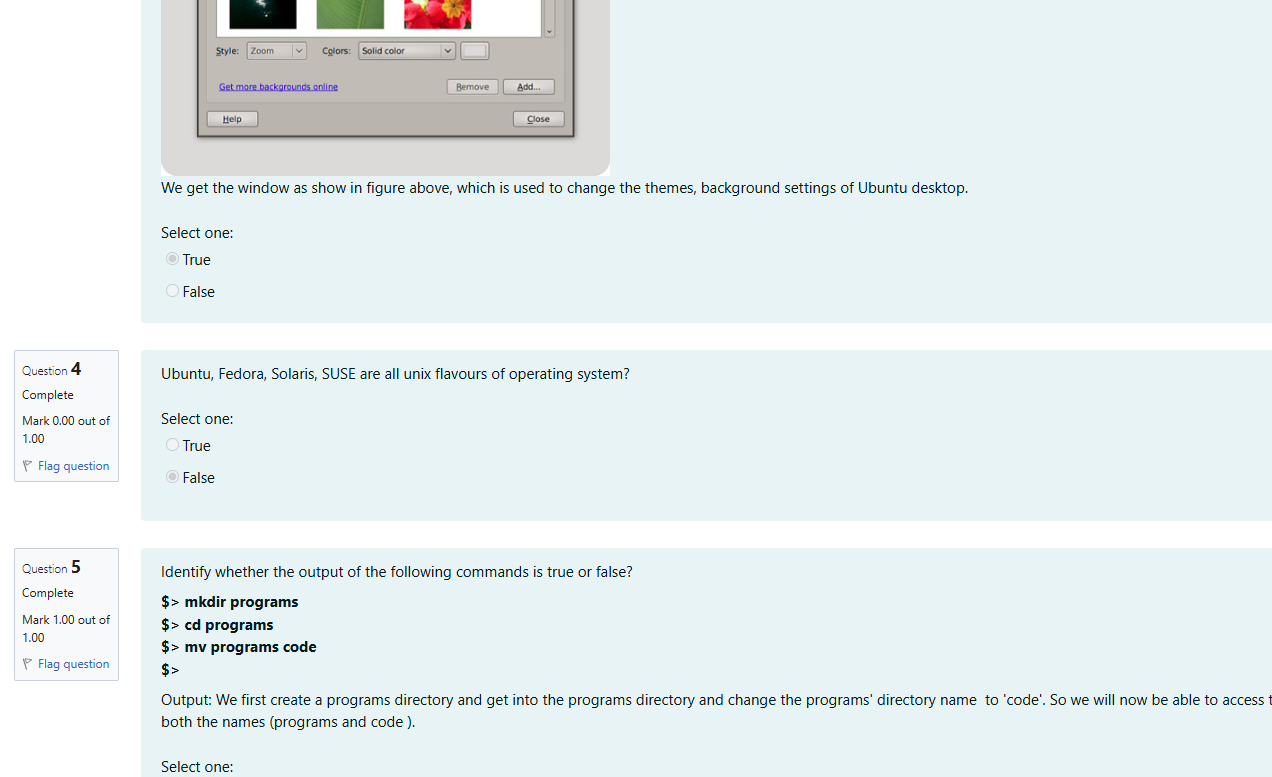 Style: Zoom Colors: Solid color
Get more backgrounds online Remove Add...
Help Close
We get the window as show in figure above, which is used to change the themes, background settings of Ubuntu desktop.
Select one:
True
False
Question 4
Complete
Mark 0.00 out of
1.00
Flag question
Ubuntu, Fedora, Solaris, SUSE are all unix flavours of operating system?
Select one:
True
False
Question 5
Complete
Mark 1.00 out of
1.00
Flag question
Identify whether the output of the following commands is true or false?
$> mkdir programs
$> cd programs
$> mv programs code
$>
Output: We first create a programs directory and get into the programs directory and change the programs' directory name to 'code'. So we will now be able to access
both the names (programs and code ).
Select one: